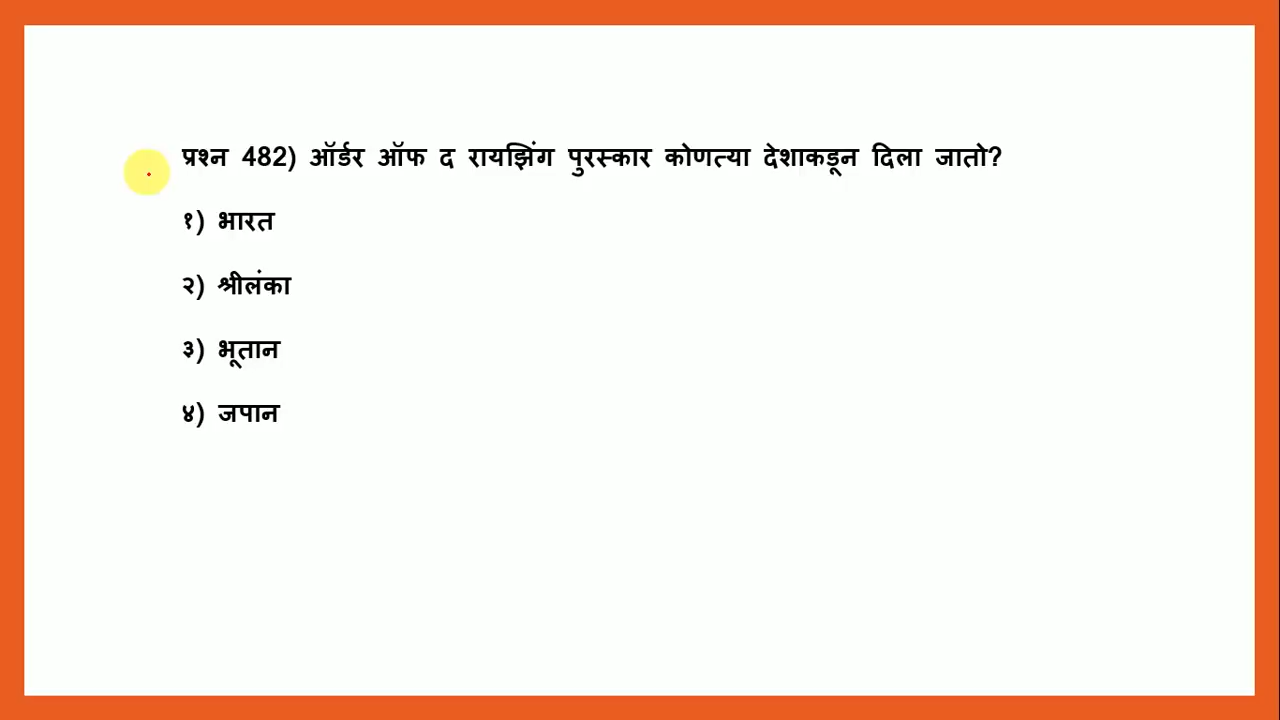 प्रश्न 482) ऑर्डर ऑफ द रायझिंग पुरस्कार कोणत्या देशाकडून दिला जातो?
१) भारत
२) श्रीलंका
३) भूतान
४) जपान